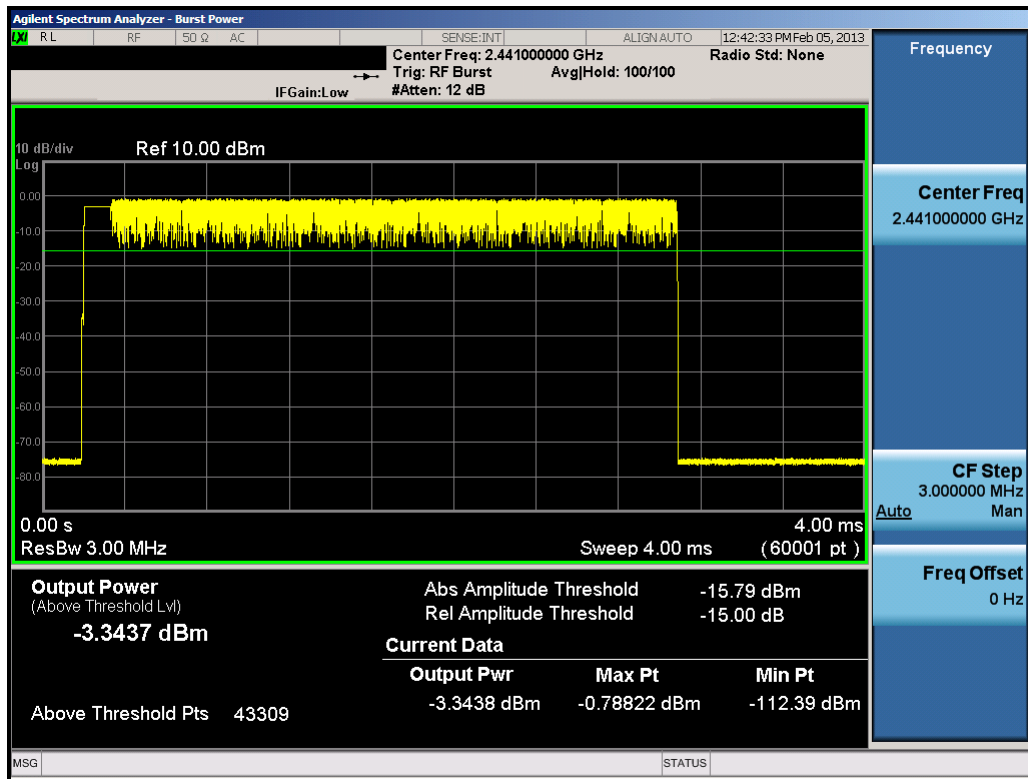 Agilent Spectrum Analyzer - Burst Power
LXI RL RF 50 Ω AC SENSE:INT ALIGN AUTO 12:42:33 PM Feb 05, 2013
Center Freq: 2.441000000 GHz Radio Std: None
Trig: RF Burst Avg|Hold: 100/100
IFGain:Low #Atten: 12 dB
10 dB/div Ref 10.00 dBm
Log
0.00
-10.0
-20.0
-30.0
-40.0
-50.0
-60.0
-70.0
-80.0
0.00 s 4.00 ms
ResBw 3.00 MHz Sweep 4.00 ms (60001 pt)
Output Power
(Above Threshold Lvl)
-3.3437 dBm
Above Threshold Pts 43309
Abs Amplitude Threshold -15.79 dBm
Rel Amplitude Threshold -15.00 dB
Current Data
Output Pwr Max Pt Min Pt
-3.3438 dBm -0.78822 dBm -112.39 dBm
Frequency
Center Freq
2.441000000 GHz
CF Step
3.000000 MHz
Auto Man
Freq Offset
0 Hz
MSG STATUS